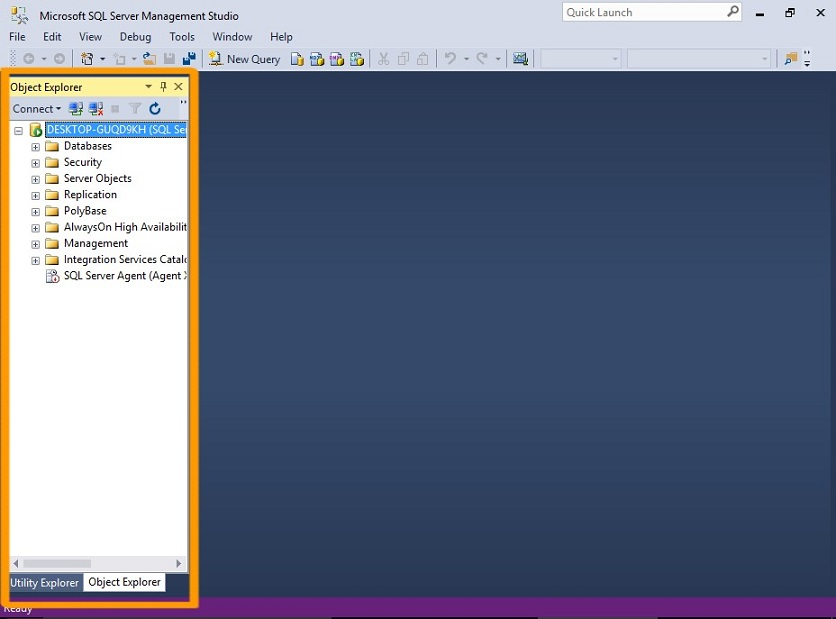 Microsoft SQL Server Management Studio
Quick Launch
File Edit View Debug Tools Window Help
New Query
Object Explorer
Connect
DESKTOP-GUQD9KH (SQL Se
Databases
Security
Server Objects
Replication
PolyBase
AlwaysOn High Availabilit
Management
Integration Services Catal
SQL Server Agent (Agent X
Utility Explorer Object Explorer
Ready